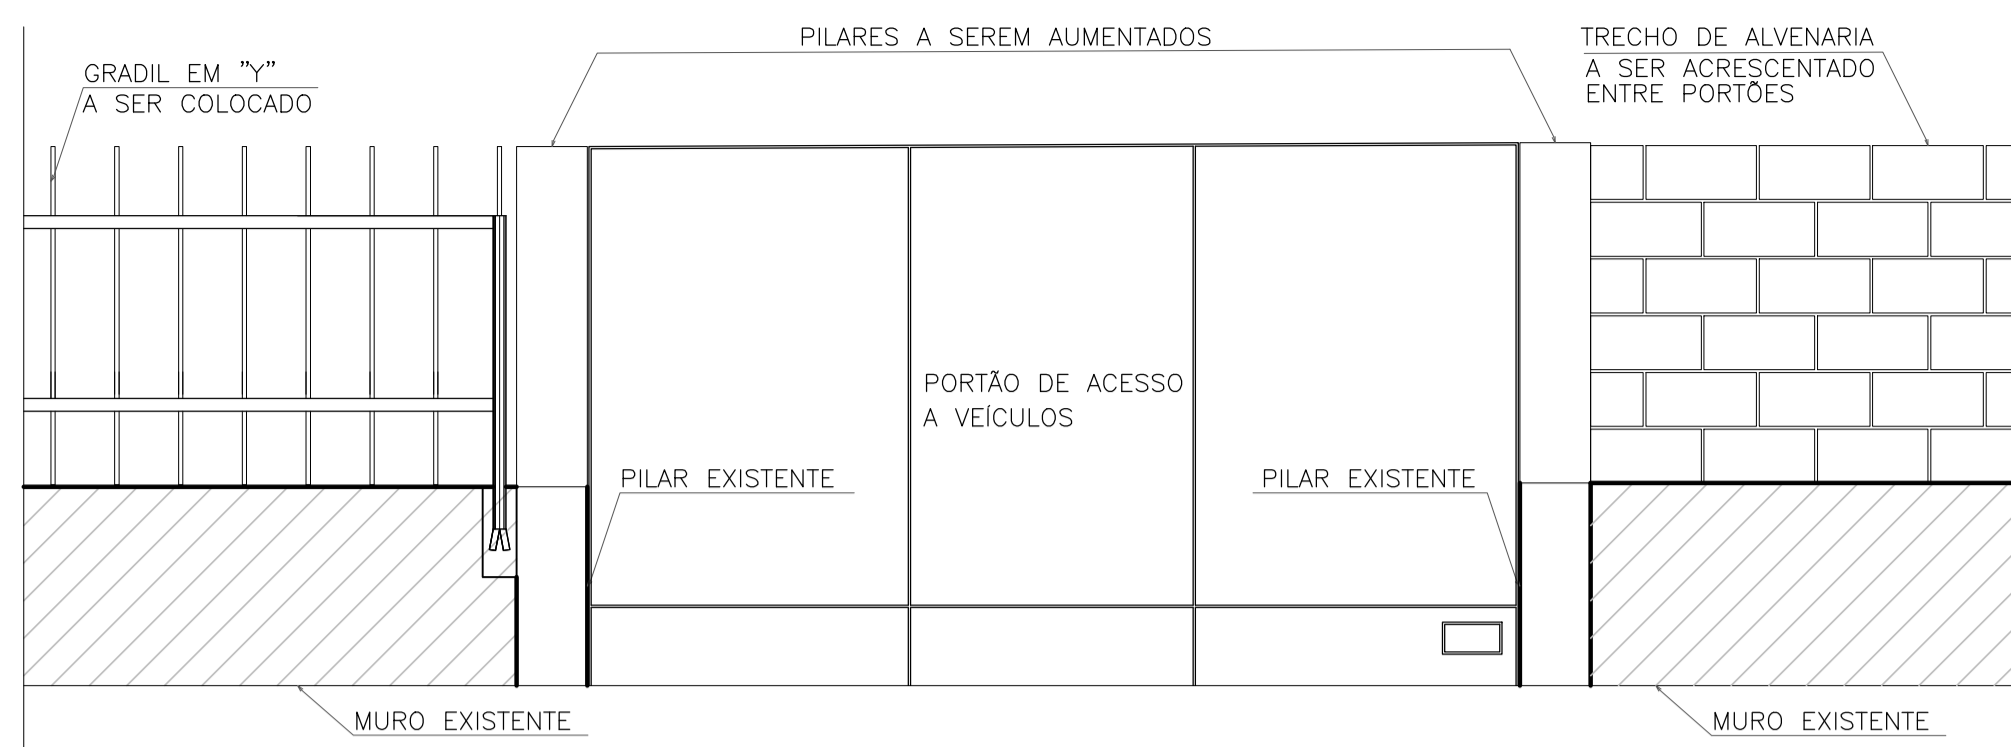 PILARES A SEREM AUMENTADOS
TRECHO DE ALVENARIA
A SER ACRESCENTADO
ENTRE PORTÕES
GRADIL EM "Y"
A SER COLOCADO
PORTÃO DE ACESSO
A VEÍCULOS
PILAR EXISTENTE
PILAR EXISTENTE
MURO EXISTENTE
MURO EXISTENTE